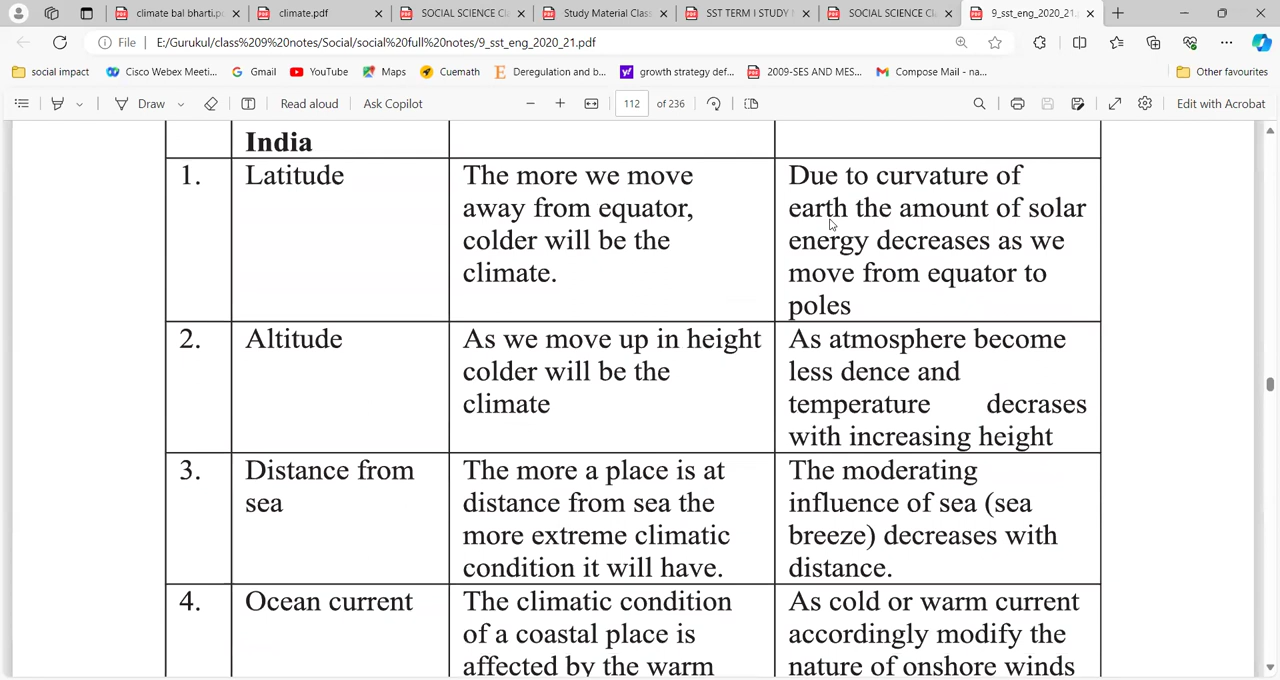 climate bal bharti.pdf
climate.pdf
SOCIAL SCIENCE Class
Study Material Class
SST TERM I STUDY M
SOCIAL SCIENCE Class
9_sst_eng_2020_21.pdf
File
E:/Gurukul/class%209%20notes/Social/social%20full%20notes/9_sst_eng_2020_21.pdf
social impact
Cisco Webex Meeti...
Gmail
YouTube
Maps
Cuemath
Deregulation and b...
growth strategy def...
2009-SES AND MES...
Compose Mail - na...
Other favourites
Draw
Read aloud
Ask Copilot
112 of 236
Edit with Acrobat
India
1. Latitude
The more we move
away from equator,
colder will be the
climate.
Due to curvature of
earth the amount of solar
energy decreases as we
move from equator to
poles
2. Altitude
As we move up in height
colder will be the
climate
As atmosphere become
less dence and
temperature decrases
with increasing height
3. Distance from
sea
The more a place is at
distance from sea the
more extreme climatic
condition it will have.
The moderating
influence of sea (sea
breeze) decreases with
distance.
4. Ocean current
The climatic condition
of a coastal place is
affected by the warm
As cold or warm current
accordingly modify the
nature of onshore winds